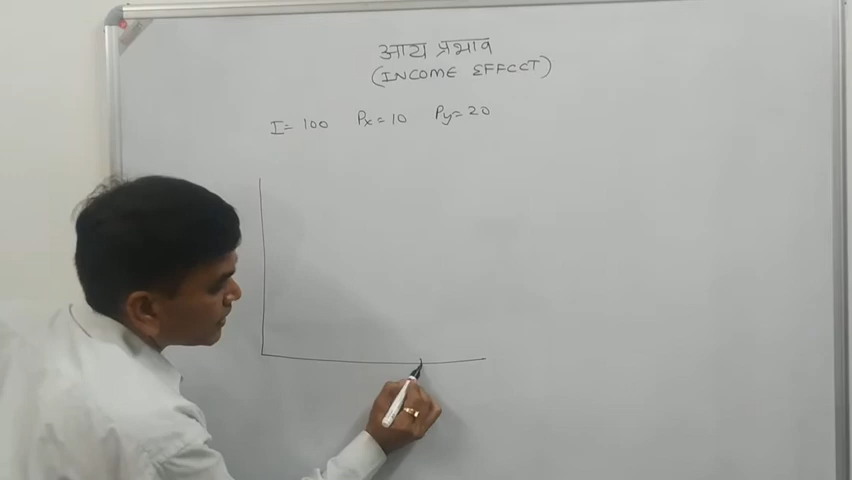 आय प्रभाव
(INCOME EFFECT)
I = 100 Px = 10 Py = 20